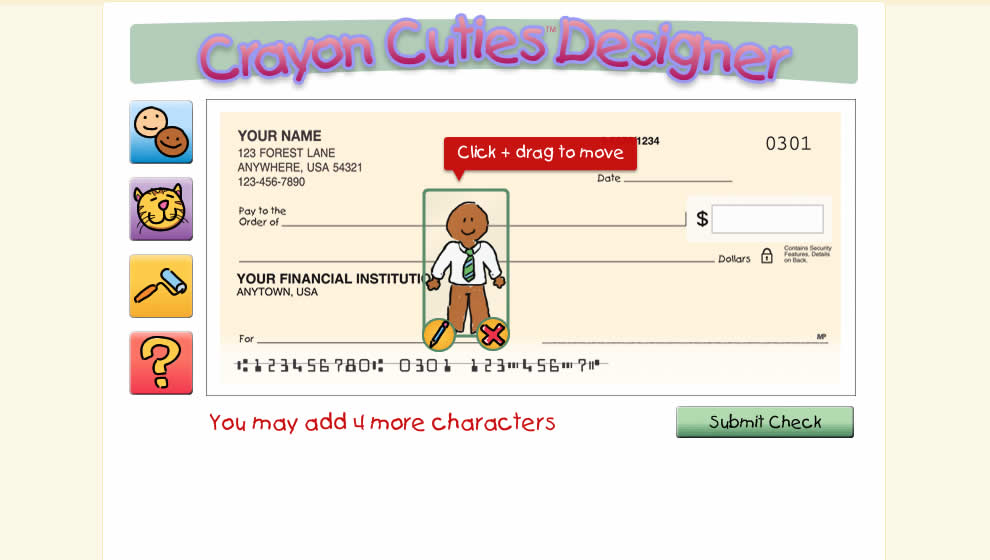 Crayon Cuties™ Designer
YOUR NAME
123 FOREST LANE
ANYWHERE, USA 54321
123-456-7890
Click + drag to move
1234
0301
Date
Pay to the
Order of
$
Dollars
Contains Security
Features. Details
on Back.
YOUR FINANCIAL INSTITUTIO
ANYTOWN, USA
For
MP
⑆123456780⑆ 0301 123⑈456⑈7⑈
You may add 4 more characters
Submit Check